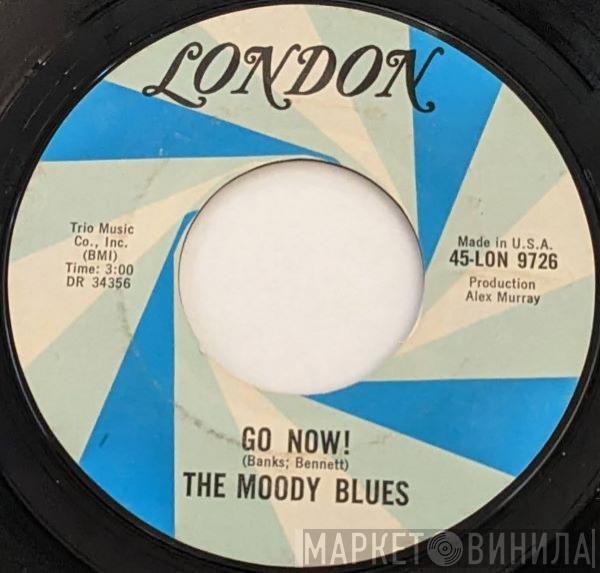 LONDON
Trio Music
Co., Inc.
(BMI)
Time: 3:00
DR 34356
Made in U.S.A.
45-LON 9726
Production
Alex Murray
GO NOW!
(Banks; Bennett)
THE MOODY BLUES
МАРКЕТ ВИНИЛА